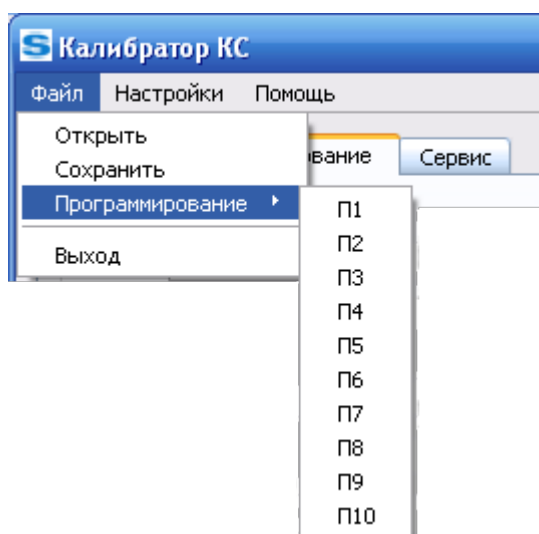 Калибратор КС
Файл Настройки Помощь
Открыть
Сохранить
Программирование
Выход
вание Сервис
П1
П2
П3
П4
П5
П6
П7
П8
П9
П10